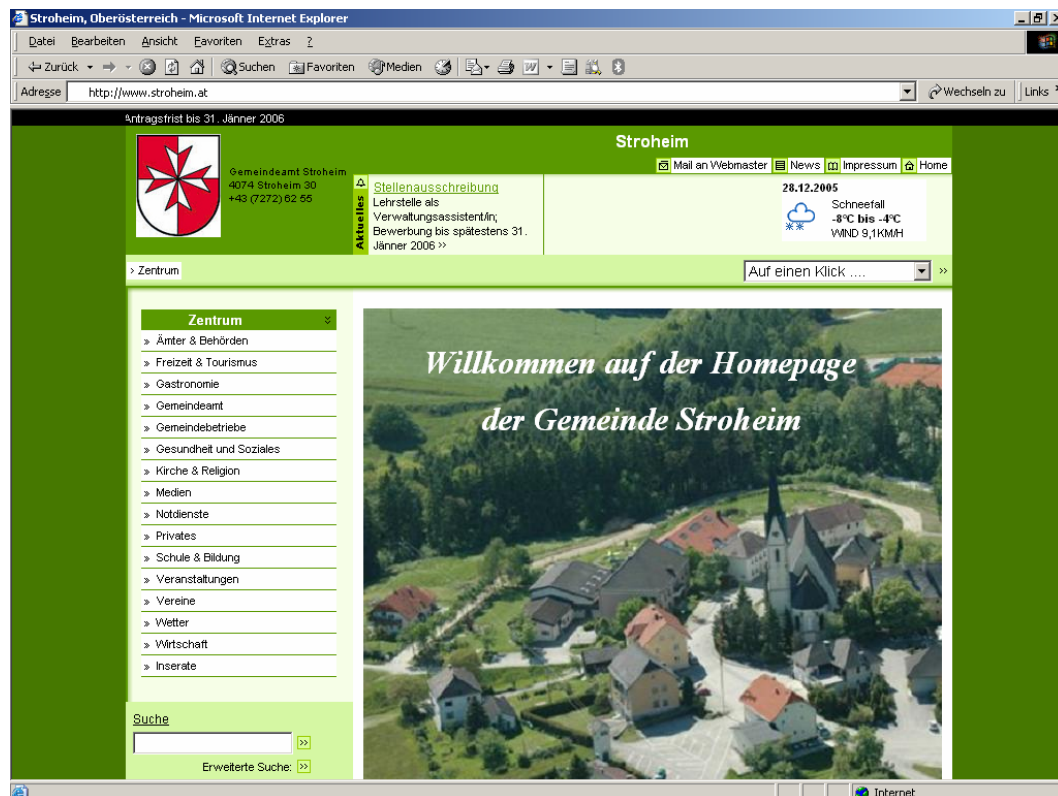 Stroheim, Oberösterreich - Microsoft Internet Explorer
Datei Bearbeiten Ansicht Favoriten Extras ?
Zurück Suchen Favoriten Medien
Adresse http://www.stroheim.at Wechseln zu Links
Antragsfrist bis 31. Jänner 2006
Stroheim
Mail an Webmaster News Impressum Home
Gemeindeamt Stroheim
4074 Stroheim 30
+43 (7272) 62 55
Aktuelles
Stellenausschreibung
Lehrstelle als
Verwaltungsassistent/in;
Bewerbung bis spätestens 31.
Jänner 2006 >>
28.12.2005
Schneefall
-8°C bis -4°C
WIND 9,1KM/H
> Zentrum
Auf einen Klick .... >>
Zentrum
» Ämter & Behörden
» Freizeit & Tourismus
» Gastronomie
» Gemeindeamt
» Gemeindebetriebe
» Gesundheit und Soziales
» Kirche & Religion
» Medien
» Notdienste
» Privates
» Schule & Bildung
» Veranstaltungen
» Vereine
» Wetter
» Wirtschaft
» Inserate
Willkommen auf der Homepage
der Gemeinde Stroheim
Suche
>>
Erweiterte Suche: >>
Internet